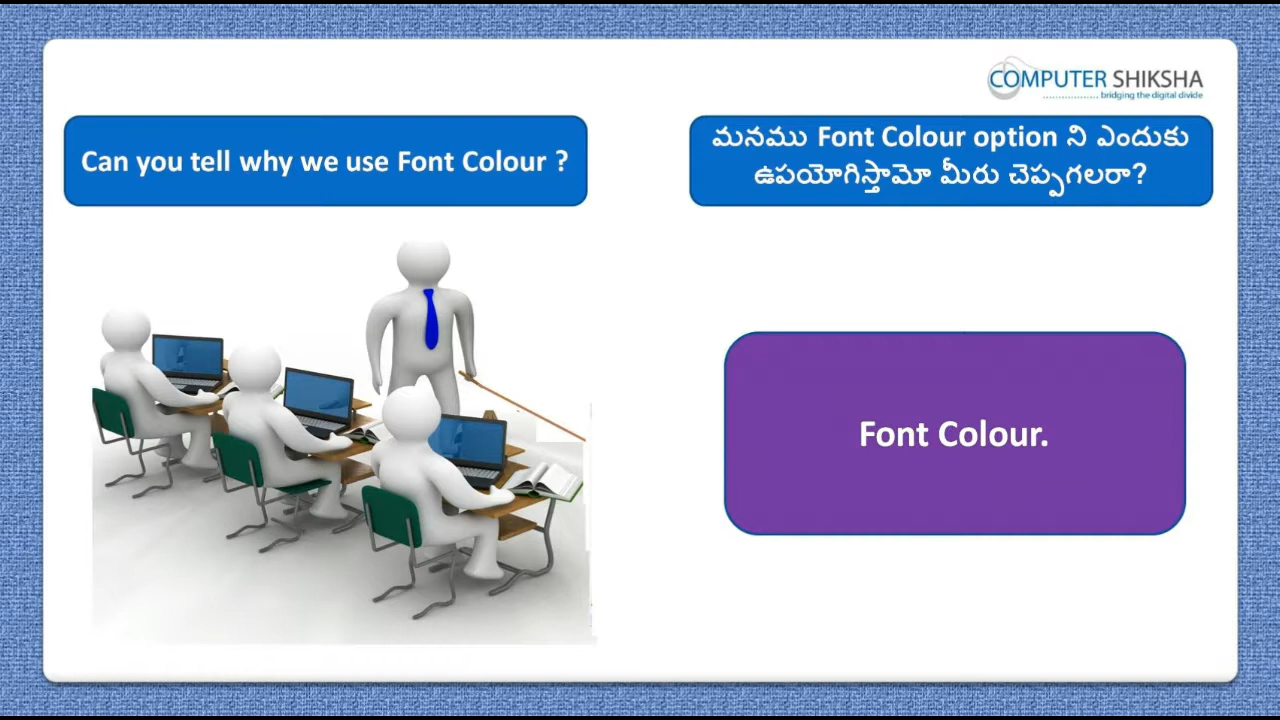 COMPUTER SHIKSHA
bridging the digital divide
Can you tell why we use Font Colour ?
మనము Font Colour option ని ఎందుకు
ఉపయోగిస్తామో మీరు చెప్పగలరా?
Font Colour.